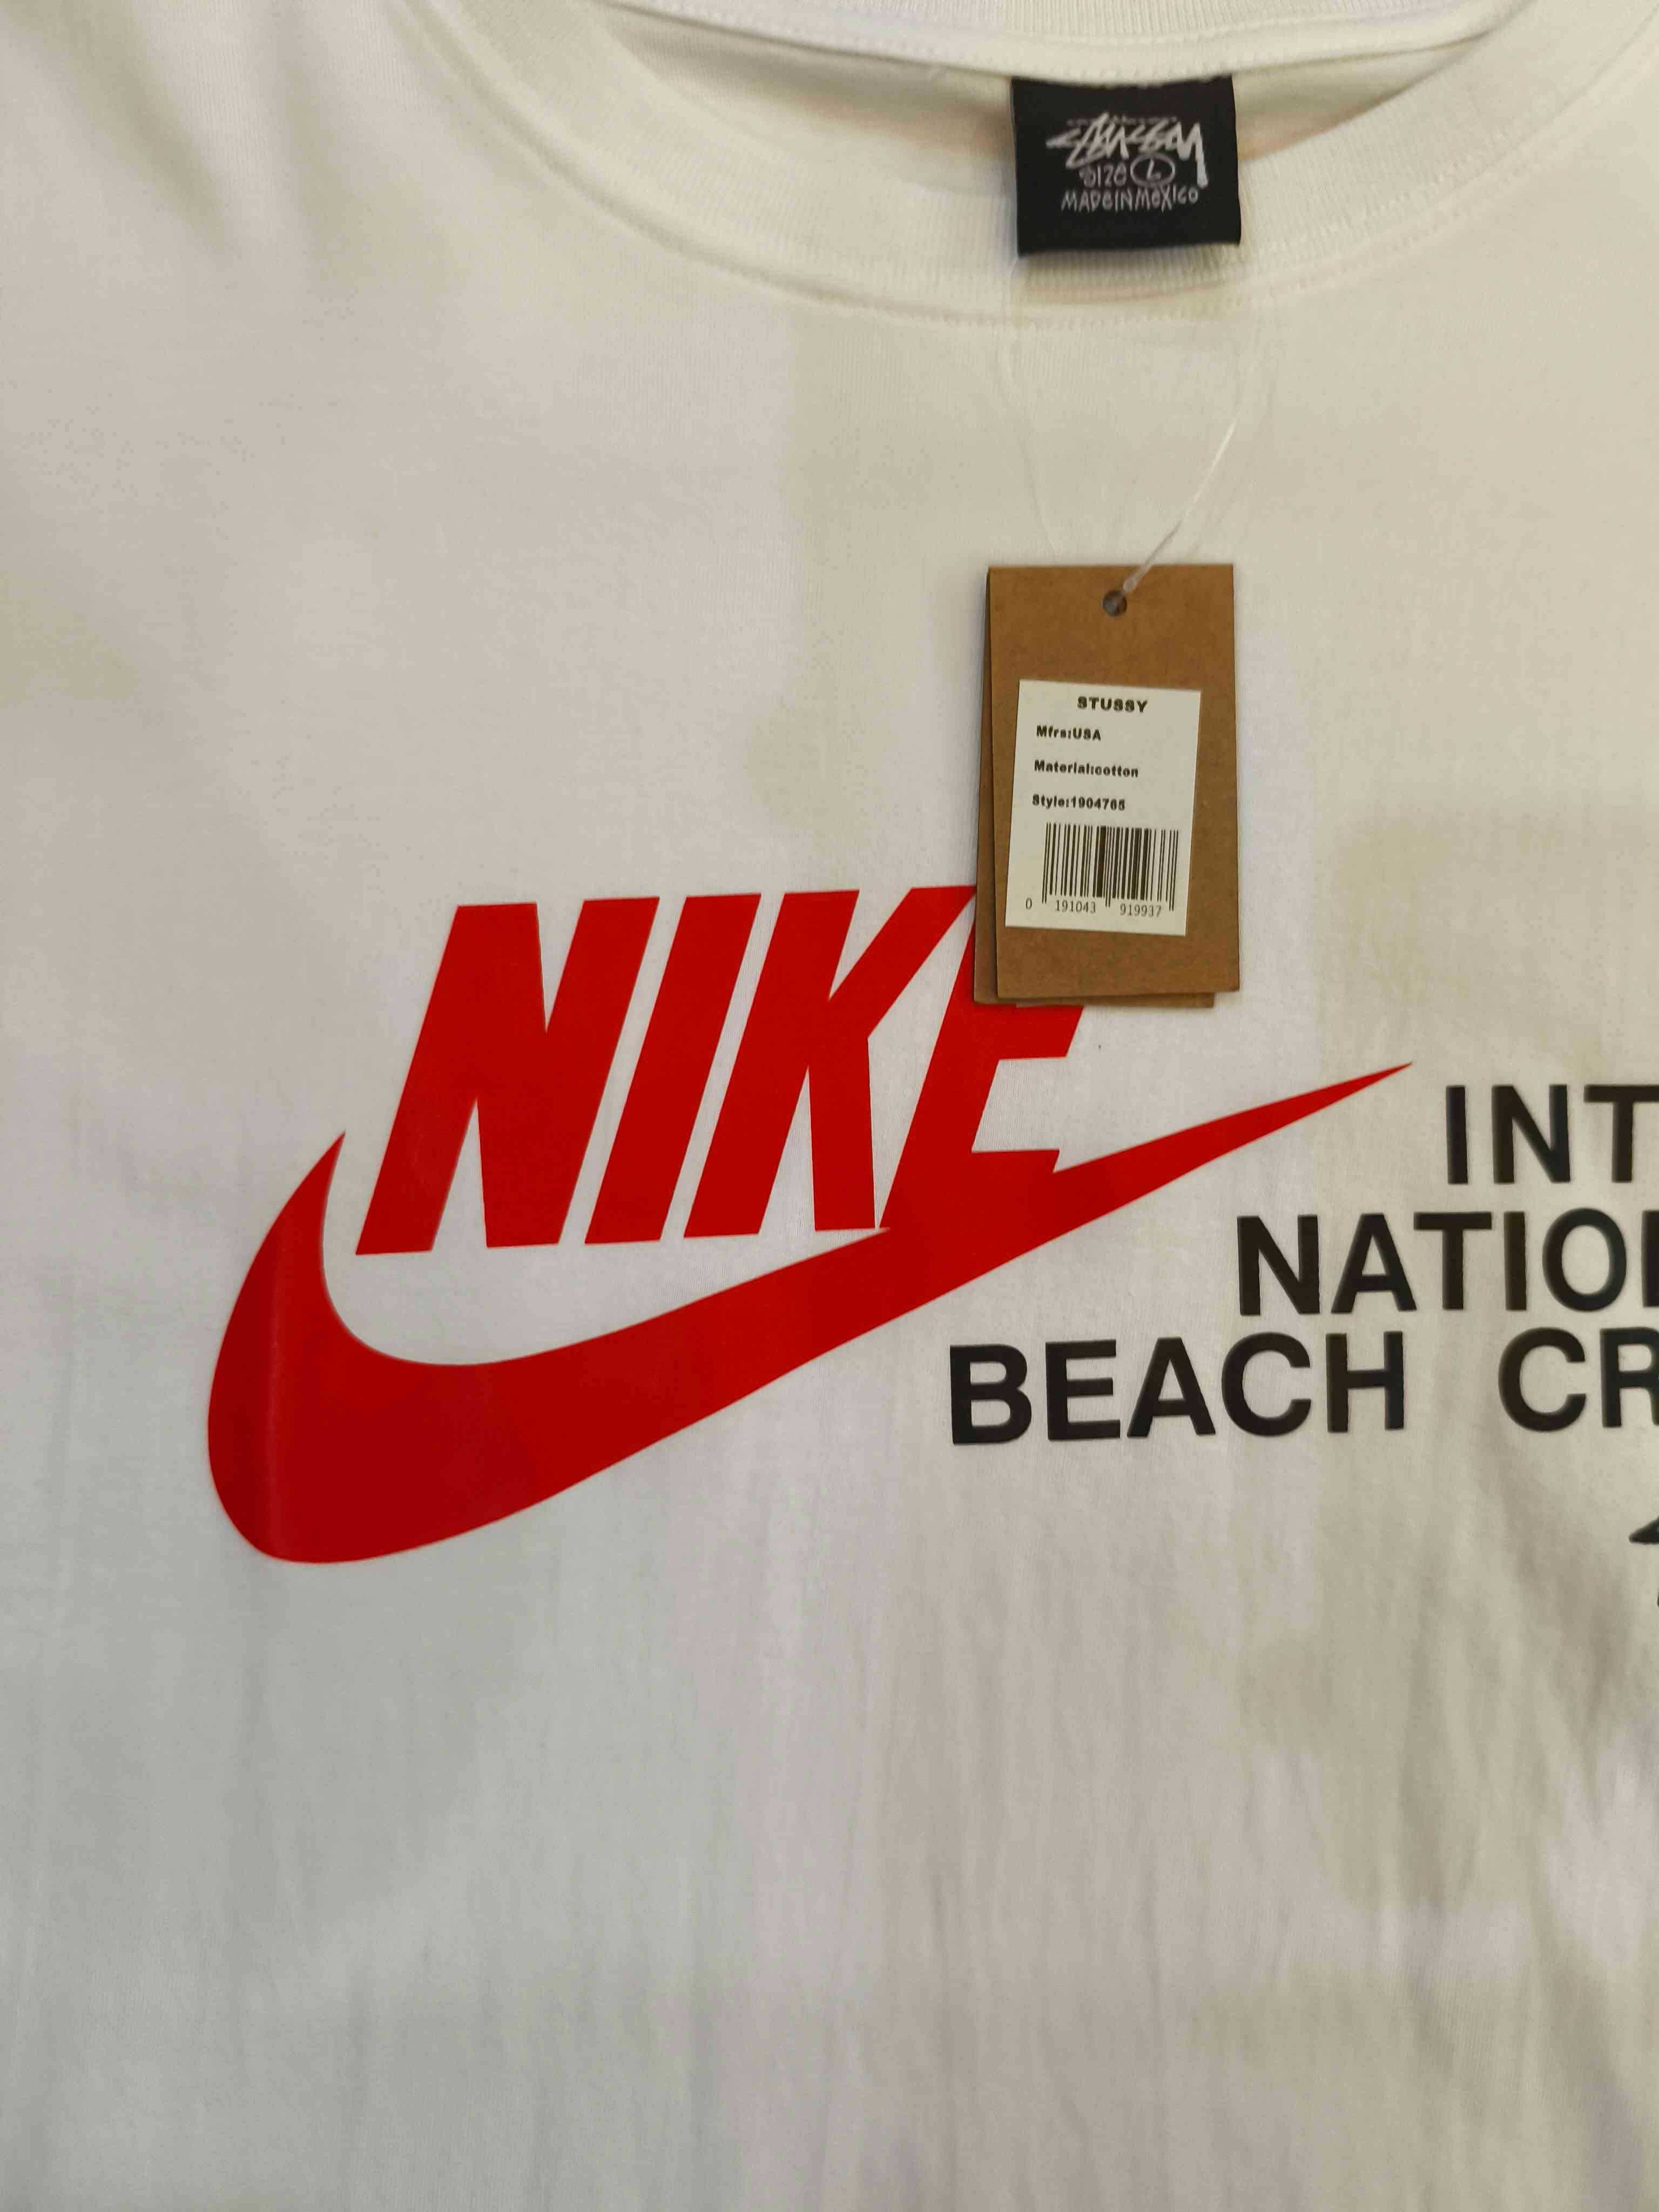 Stüssy
SIZE L
MADE IN MEXICO
STUSSY
Mfrs:USA
Material:cotton
Style:1904765
0 191043 919937
NIKE
INT
NATIO
BEACH CR